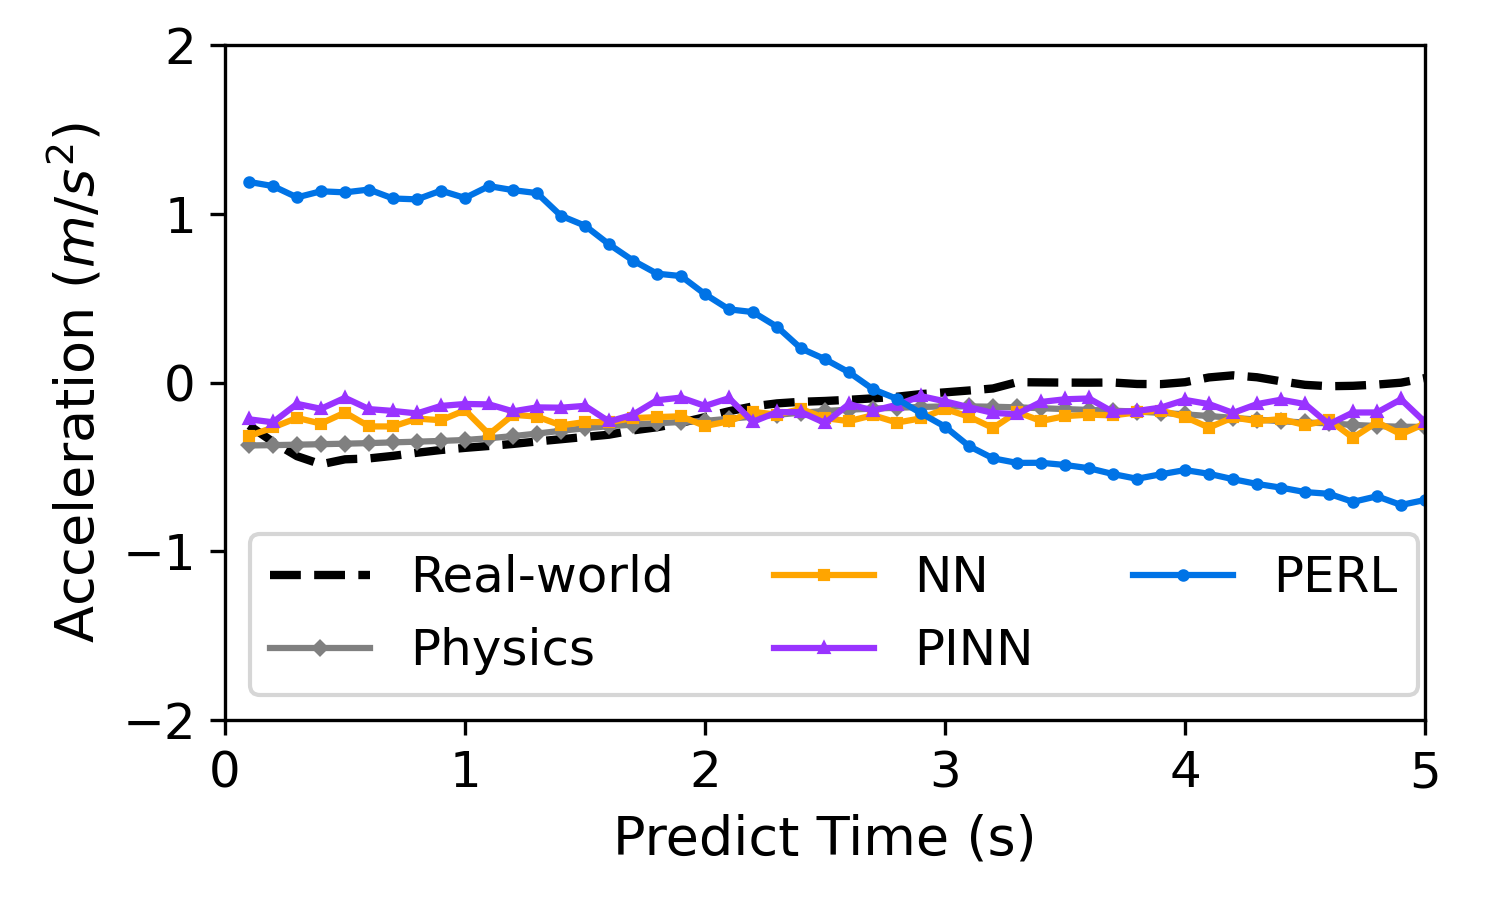 2
1
0
−1
−2
Acceleration (m/s²)
Real-world
Physics
NN
PINN
PERL
0 1 2 3 4 5
Predict Time (s)